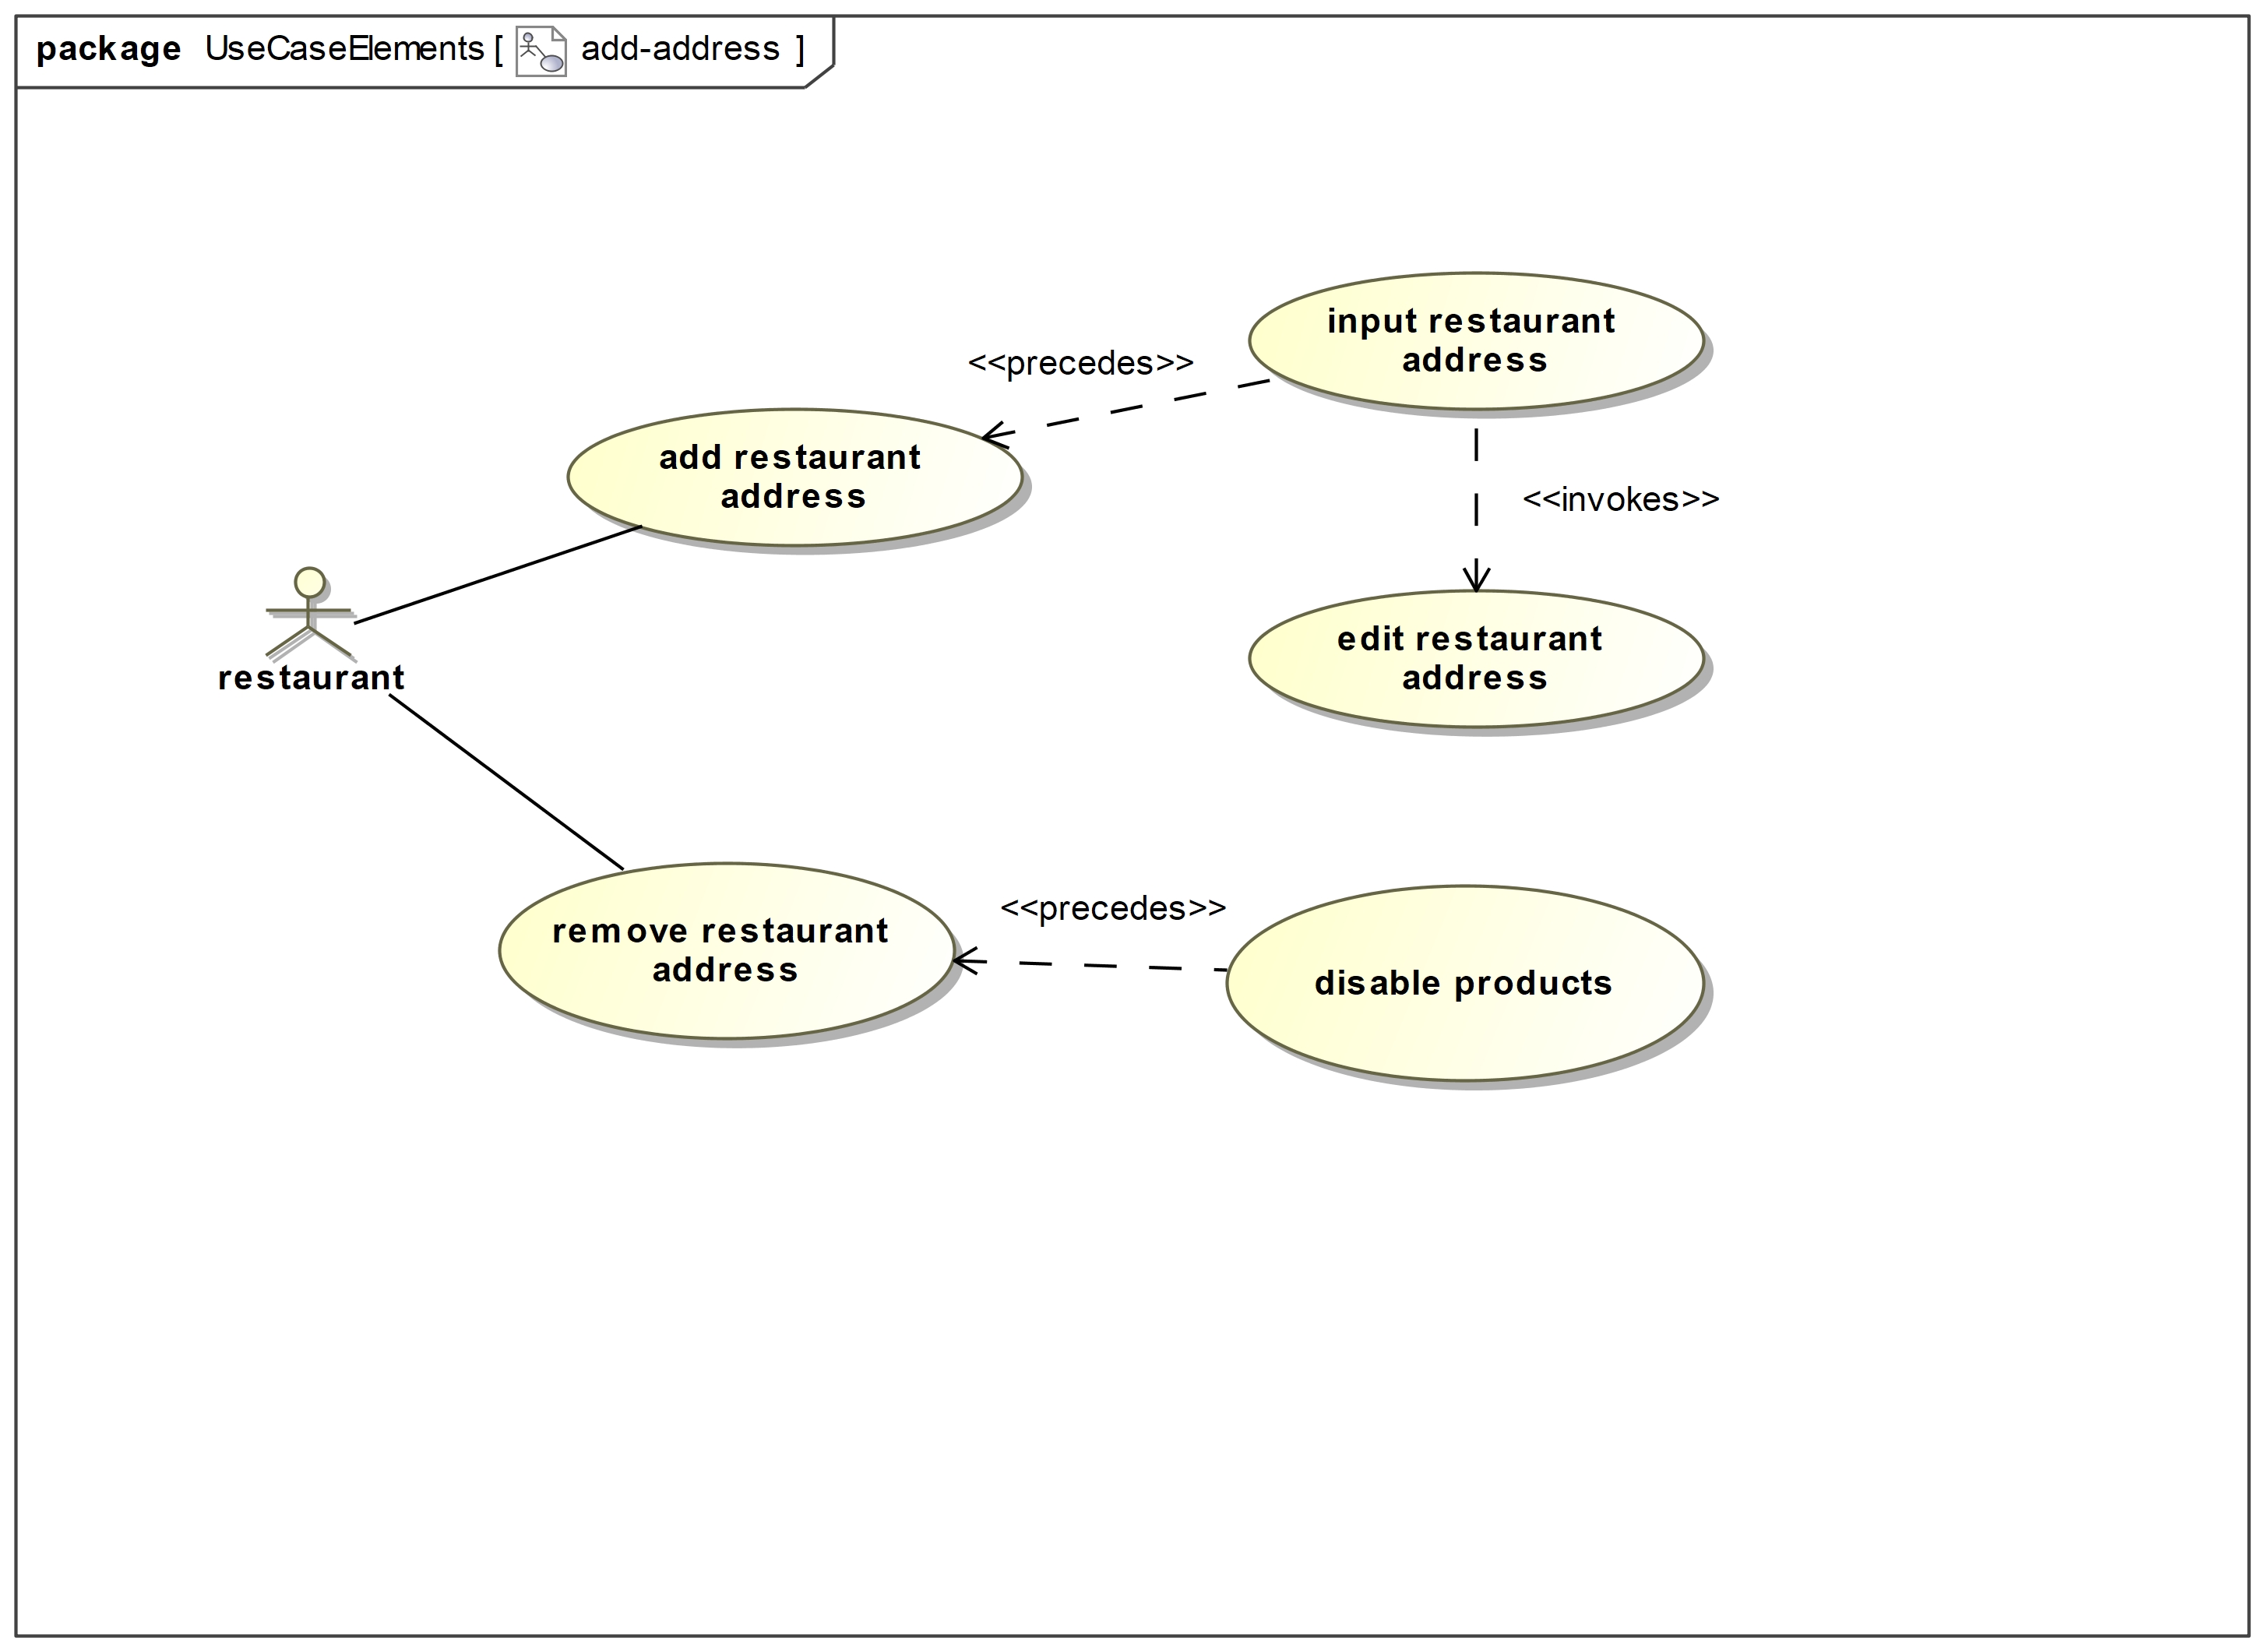 package UseCaseElements [ add-address ]
input restaurant
address
<<precedes>>
add restaurant
address
<<invokes>>
edit restaurant
address
restaurant
remove restaurant
address
<<precedes>>
disable products